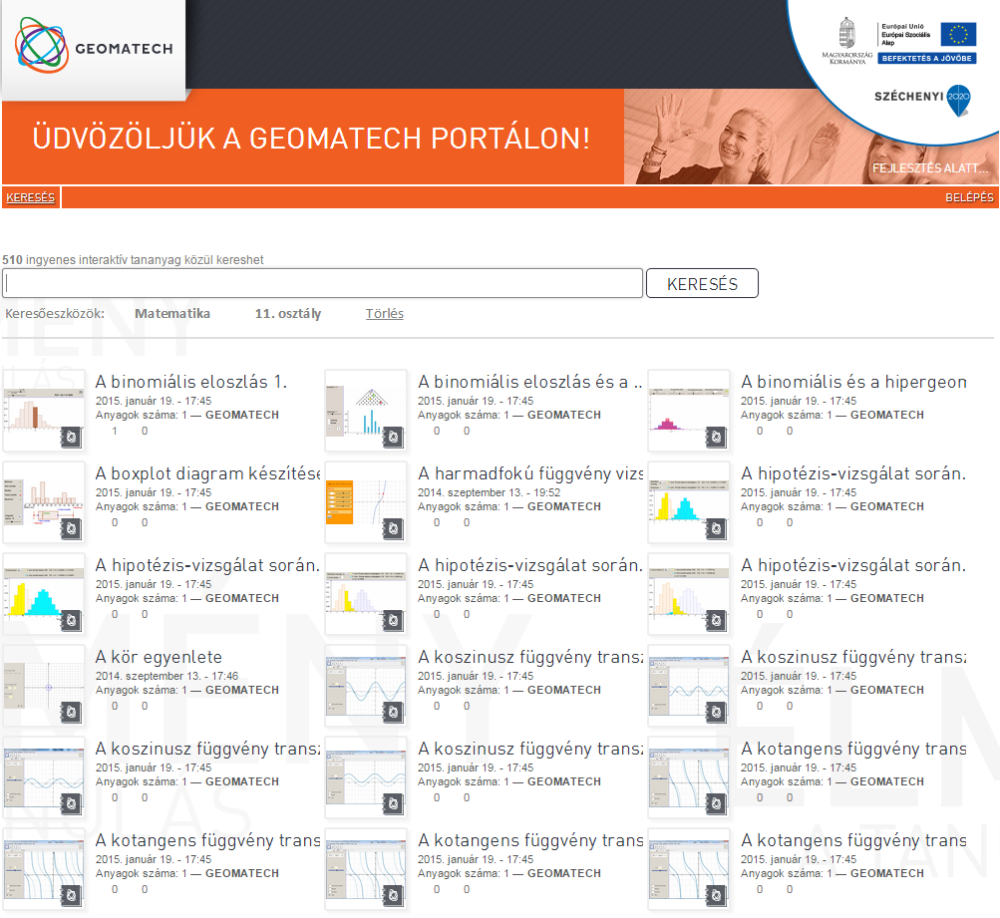 GEOMATECH
MAGYARORSZÁG
KORMÁNYA
Európai Unió
Európai Szociális
Alap
BEFEKTETÉS A JÖVŐBE
SZÉCHENYI 2020
ÜDVÖZÖLJÜK A GEOMATECH PORTÁLON!
FEJLESZTÉS ALATT...
KERESÉS
BELÉPÉS
510 ingyenes interaktív tananyag közül kereshet
KERESÉS
Keresőeszközök: Matematika 11. osztály Törlés
A binomiális eloszlás 1.
2015. január 19. - 17:45
Anyagok száma: 1 — GEOMATECH
1 0
A binomiális eloszlás és a ..
2015. január 19. - 17:45
Anyagok száma: 1 — GEOMATECH
0 0
A binomiális és a hipergeon
2015. január 19. - 17:45
Anyagok száma: 1 — GEOMATECH
0 0
A boxplot diagram készítése
2015. január 19. - 17:45
Anyagok száma: 1 — GEOMATECH
0 0
A harmadfokú függvény vizs
2014. szeptember 13. - 19:52
Anyagok száma: 1 — GEOMATECH
0 0
A hipotézis-vizsgálat során.
2015. január 19. - 17:45
Anyagok száma: 1 — GEOMATECH
0 0
A hipotézis-vizsgálat során.
2015. január 19. - 17:45
Anyagok száma: 1 — GEOMATECH
0 0
A hipotézis-vizsgálat során.
2015. január 19. - 17:45
Anyagok száma: 1 — GEOMATECH
0 0
A hipotézis-vizsgálat során.
2015. január 19. - 17:45
Anyagok száma: 1 — GEOMATECH
0 0
A kör egyenlete
2014. szeptember 13. - 17:46
Anyagok száma: 1 — GEOMATECH
0 0
A koszinusz függvény transz
2015. január 19. - 17:45
Anyagok száma: 1 — GEOMATECH
0 0
A koszinusz függvény transz
2015. január 19. - 17:45
Anyagok száma: 1 — GEOMATECH
0 0
A koszinusz függvény transz
2015. január 19. - 17:45
Anyagok száma: 1 — GEOMATECH
0 0
A koszinusz függvény transz
2015. január 19. - 17:45
Anyagok száma: 1 — GEOMATECH
0 0
A kotangens függvény trans
2015. január 19. - 17:45
Anyagok száma: 1 — GEOMATECH
0 0
A kotangens függvény trans
2015. január 19. - 17:45
Anyagok száma: 1 — GEOMATECH
0 0
A kotangens függvény trans
2015. január 19. - 17:45
Anyagok száma: 1 — GEOMATECH
0 0
A kotangens függvény trans
2015. január 19. - 17:45
Anyagok száma: 1 — GEOMATECH
0 0